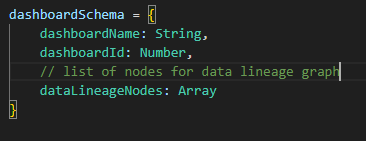 dashboardSchema = {
    dashboardName: String,
    dashboardId: Number,
    // list of nodes for data lineage graph
    dataLineageNodes: Array
}